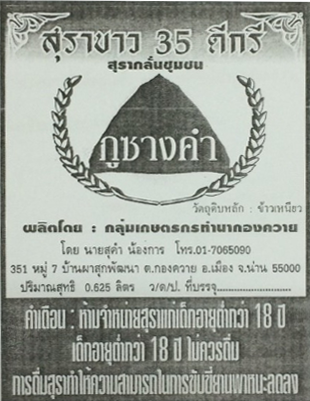 สุราขาว 35 ดีกรี
สุรากลั่นชุมชน
ภูซางคำ
วัตถุดิบหลัก : ข้าวเหนียว
ผลิตโดย : กลุ่มเกษตรกรทำนากองควาย
โดย นายสุคำ น้องการ โทร.01-7065090
351 หมู่ 7 บ้านผาสุกพัฒนา ต.กองควาย อ.เมือง จ.น่าน 55000
ปริมาณสุทธิ 0.625 ลิตร ว/ด/ป. ที่บรรจุ......................
คำเตือน : ห้ามจำหน่ายสุราแก่เด็กอายุต่ำกว่า 18 ปี
เด็กอายุต่ำกว่า 18 ปี ไม่ควรดื่ม
การดื่มสุราทำให้ความสามารถในการขับขี่ยานพาหนะลดลง